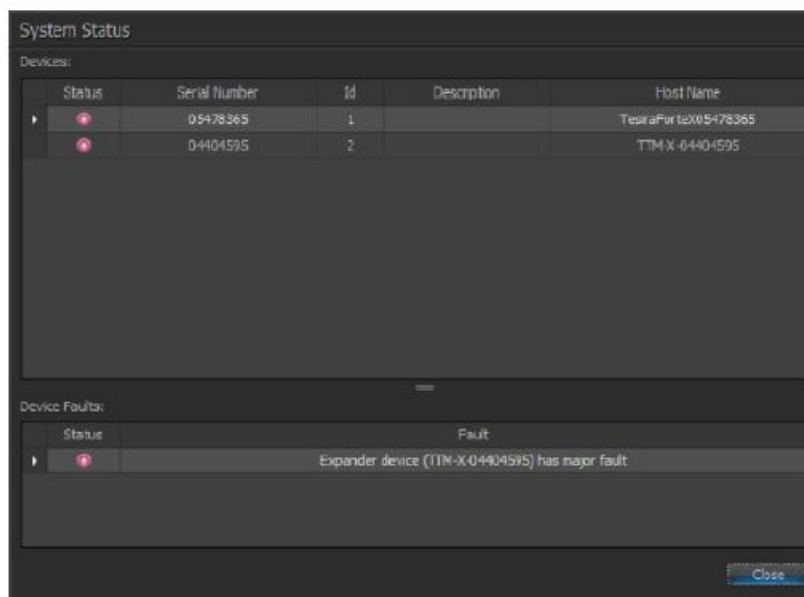 System Status
Devices:
Status Serial Number Id Description Host Name
05478365 1 TesiraForteX05478365
04404595 2 TTM-X-04404595
Device Faults:
Status Fault
Expander device (TTM-X-04404595) has major fault
Close